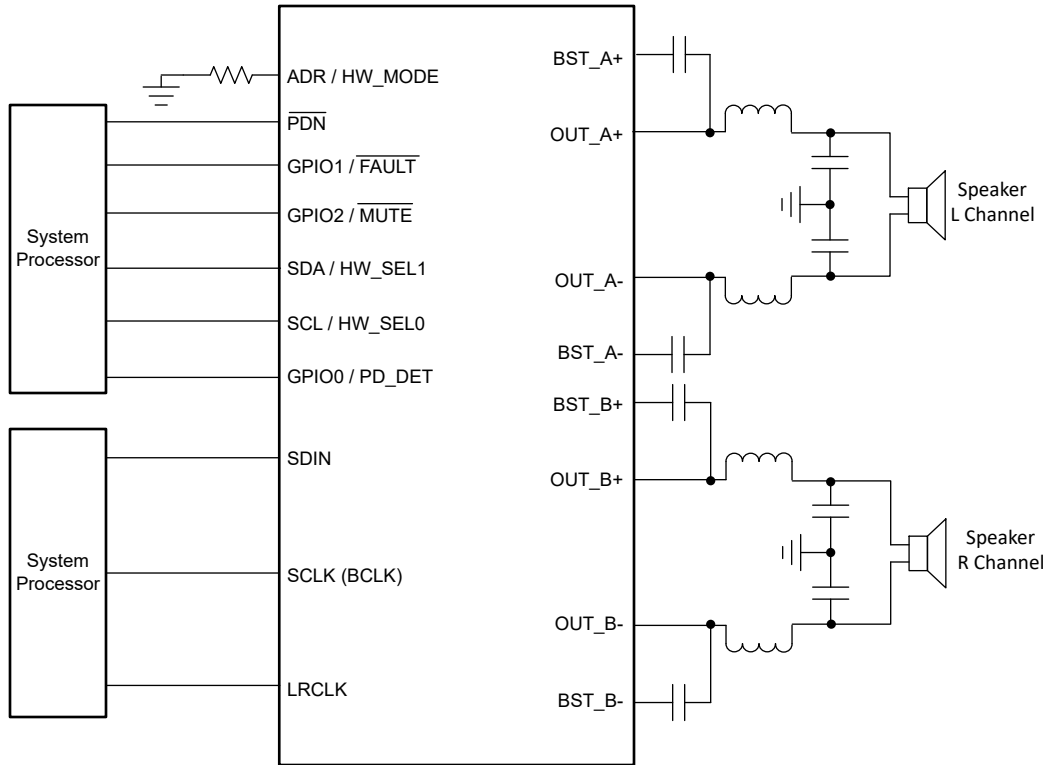 ADR / HW_MODE
PDN
GPIO1 / FAULT
GPIO2 / MUTE
SDA / HW_SEL1
SCL / HW_SEL0
GPIO0 / PD_DET
System
Processor
SDIN
SCLK (BCLK)
LRCLK
System
Processor
BST_A+
OUT_A+
OUT_A-
BST_A-
BST_B+
OUT_B+
OUT_B-
BST_B-
Speaker
L Channel
Speaker
R Channel